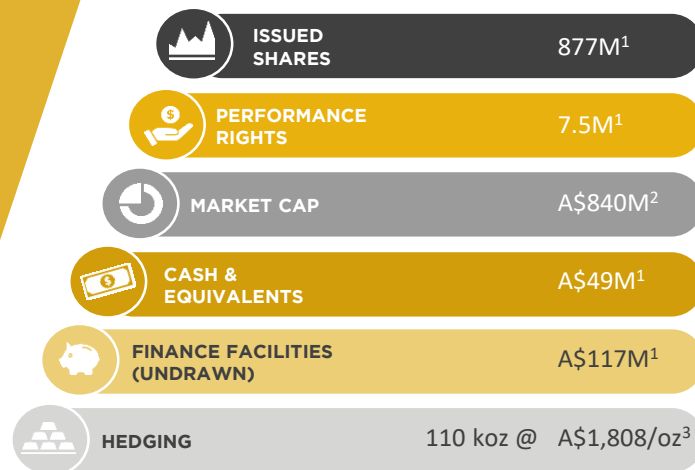 ISSUED
SHARES
877M¹
PERFORMANCE
RIGHTS
7.5M¹
MARKET CAP
A$840M²
CASH &
EQUIVALENTS
A$49M¹
FINANCE FACILITIES
(UNDRAWN)
A$117M¹
HEDGING 110 koz @ A$1,808/oz³